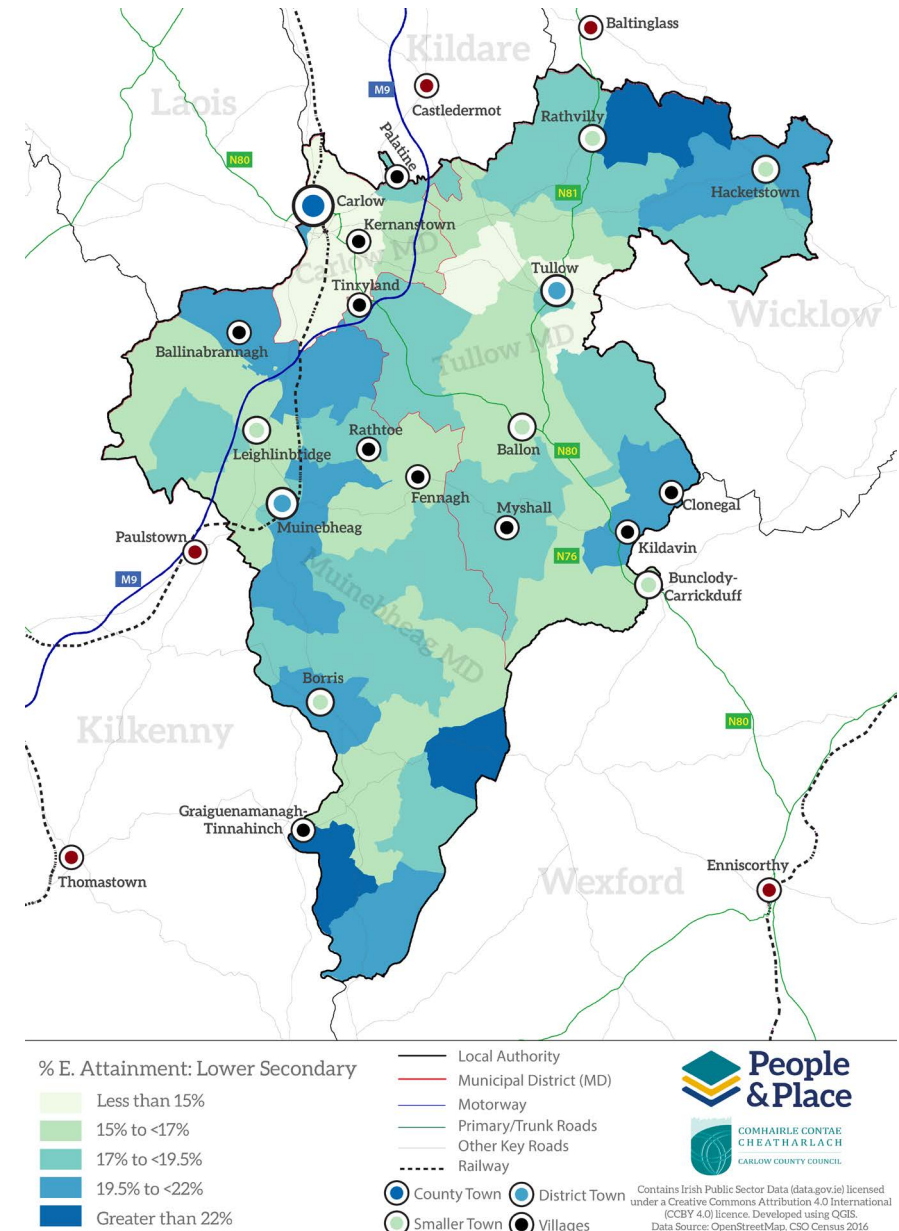 Baltinglass
Kildare
M9
Laois
Castledermot
Rathvilly
Palatine
N80
Hacketstown
N81
Carlow
Kernanstown
Carlow MD
Tullow
Tinryland
Wicklow
Ballinabrannagh
Tullow MD
Rathtoe
Leighlinbridge
Ballon
N80
Fennagh
Myshall
Clonegal
Muinebheag
Paulstown
Kildavin
N76
M9
Bunclody-
Carrickduff
Muinebheag MD
Borris
Kilkenny
N80
Graiguenamanagh-
Tinnahinch
Thomastown
Wexford
Enniscorthy
% E. Attainment: Lower Secondary
Less than 15%
15% to <17%
17% to <19.5%
19.5% to <22%
Greater than 22%
Local Authority
Municipal District (MD)
Motorway
Primary/Trunk Roads
Other Key Roads
Railway
County Town
District Town
Smaller Town
Villages
People
& Place
COMHAIRLE CONTAE
CHEATHARLACH
CARLOW COUNTY COUNCIL
Contains Irish Public Sector Data (data.gov.ie) licensed
under a Creative Commons Attribution 4.0 International
(CCBY 4.0) licence. Developed using QGIS.
Data Source: OpenStreetMap, CSO Census 2016